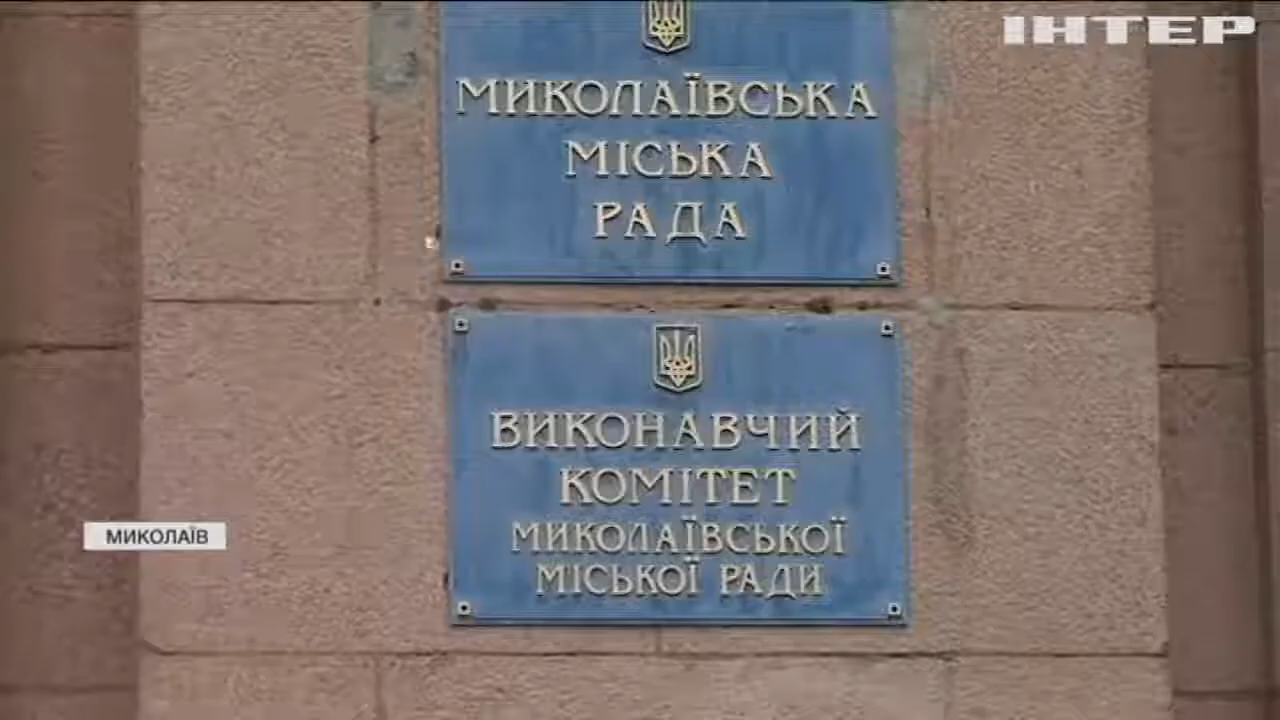 ІНТЕР
МИКОЛАЇВСЬКА
МІСЬКА
РАДА
ВИКОНАВЧИЙ
КОМІТЕТ
МИКОЛАЇВСЬКОЇ
МІСЬКОЇ РАДИ
МИКОЛАЇВ